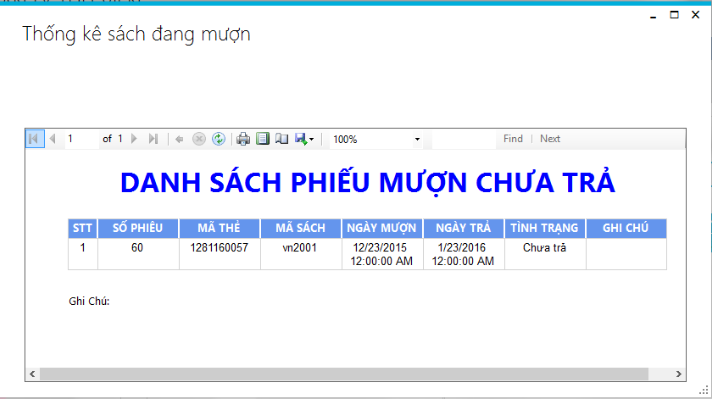 Thống kê sách đang mượn
1 of 1 100% Find Next
DANH SÁCH PHIẾU MƯỢN CHƯA TRẢ
STT SỐ PHIẾU MÃ THẺ MÃ SÁCH NGÀY MƯỢN NGÀY TRẢ TÌNH TRẠNG GHI CHÚ
1 60 1281160057 vn2001 12/23/2015 1/23/2016 Chưa trả
12:00:00 AM 12:00:00 AM
Ghi Chú: